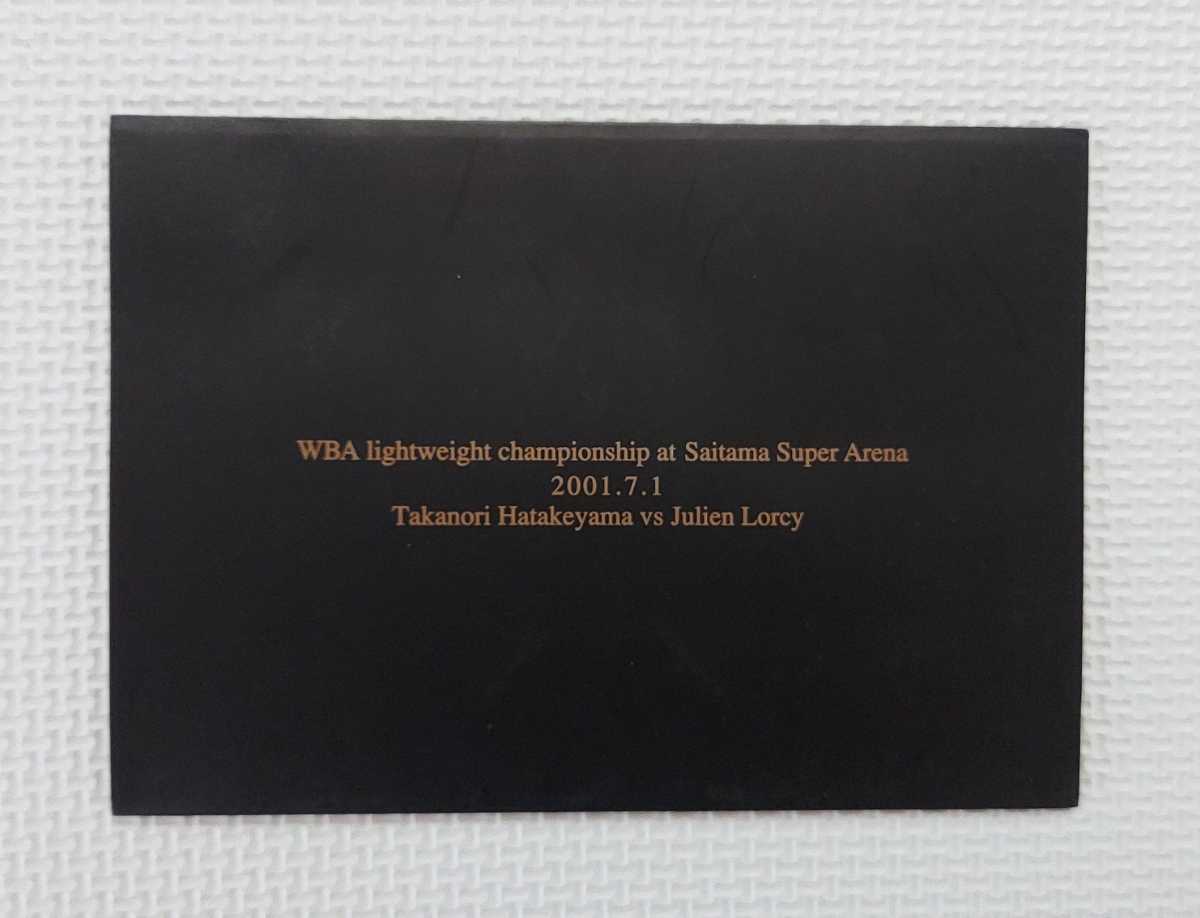 WBA lightweight championship at Saitama Super Arena
2001.7.1
Takanori Hatakeyama vs Julien Lorcy